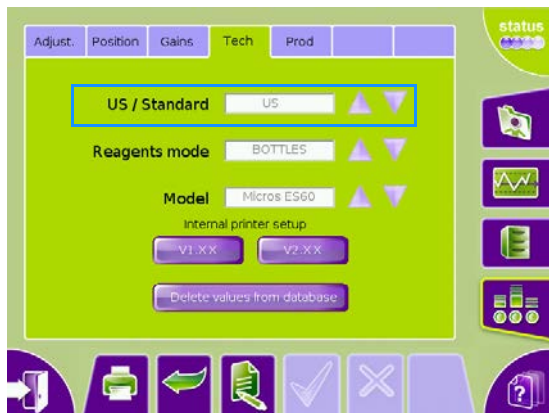 status
Adjust. Position Gains Tech Prod
US / Standard US
Reagents mode BOTTLES
Model Micros ES60
Internal printer setup
V1.XX V2.XX
Delete values from database
?